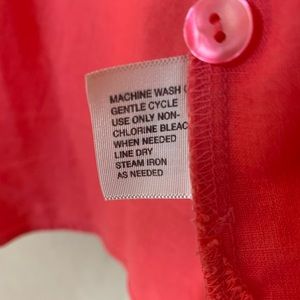 MACHINE WASH
GENTLE CYCLE
USE ONLY NON-
CHLORINE BLEAC
WHEN NEEDED
LINE DRY
STEAM IRON
AS NEEDED